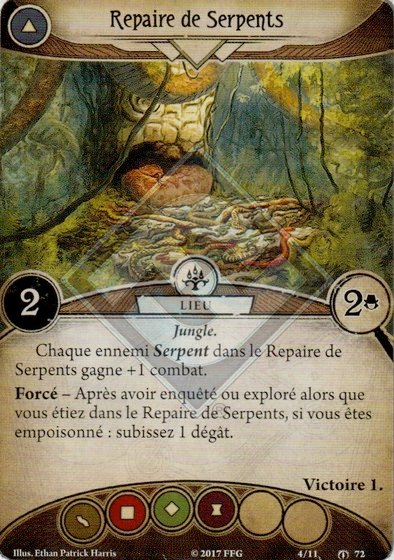 Repaire de Serpents
2
LIEU
2
Jungle.
Chaque ennemi Serpent dans le Repaire de
Serpents gagne +1 combat.
Forcé – Après avoir enquêté ou exploré alors que
vous étiez dans le Repaire de Serpents, si vous êtes
empoisonné : subissez 1 dégât.
Victoire 1.
Illus. Ethan Patrick Harris © 2017 FFG 4/11 72